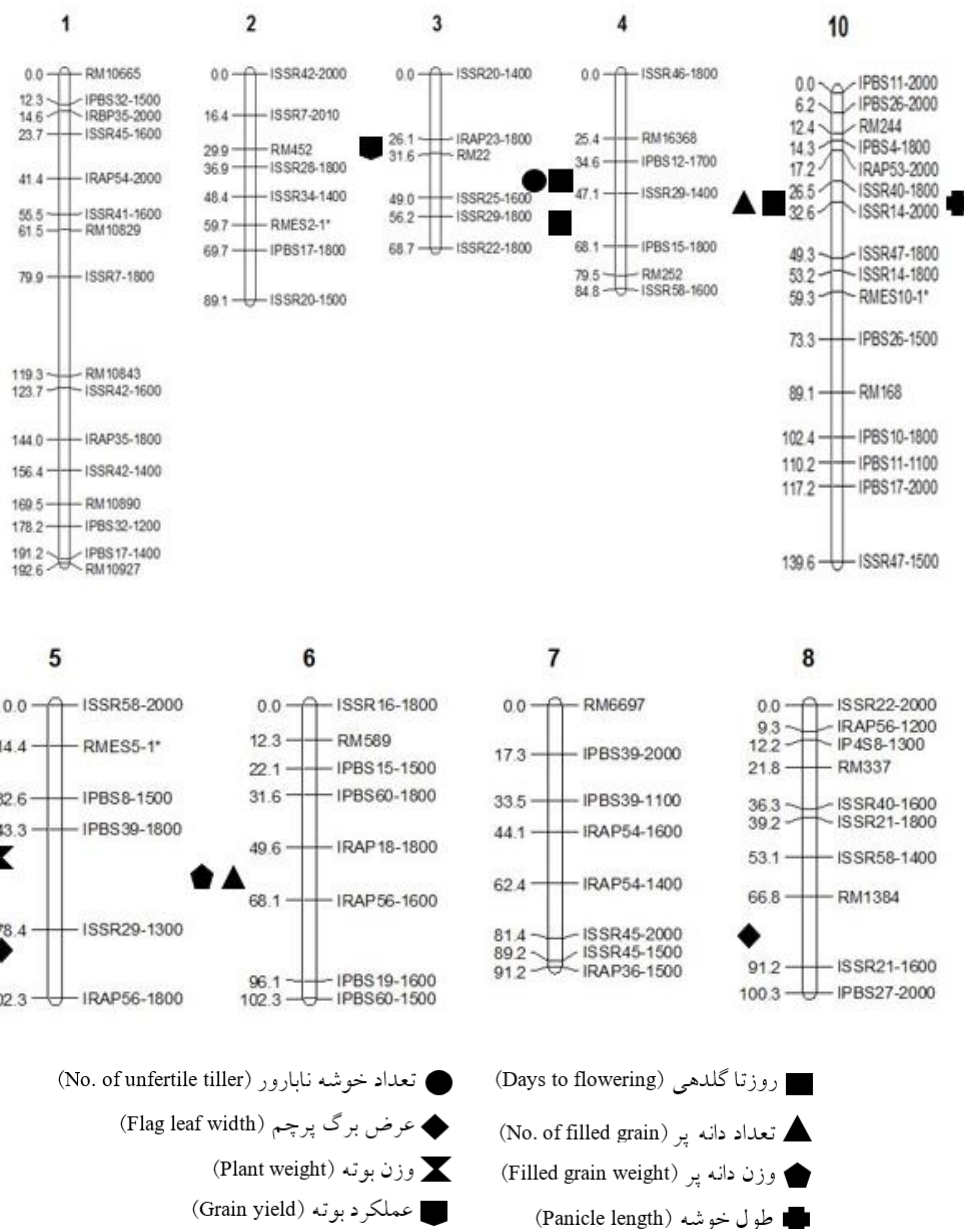 1
2
3
4
10
0.0 RM10665
12.3 IPBS32-1500
14.6 IRBP35-2000
23.7 ISSR45-1600
41.4 IRAP54-2000
55.5 ISSR41-1600
61.5 RM10829
79.9 ISSR7-1800
119.3 RM10843
123.7 ISSR42-1600
144.0 IRAP35-1800
156.4 ISSR42-1400
169.5 RM10890
178.2 IPBS32-1200
191.2 IPBS17-1400
192.6 RM10927
0.0 ISSR42-2000
16.4 ISSR7-2010
29.9 RM452
36.9 ISSR28-1800
48.4 ISSR34-1400
59.7 RMES2-1*
69.7 IPBS17-1800
89.1 ISSR20-1500
0.0 ISSR20-1400
26.1 IRAP23-1800
31.6 RM22
49.0 ISSR25-1600
56.2 ISSR29-1800
68.7 ISSR22-1800
0.0 ISSR46-1800
25.4 RM16368
34.6 IPBS12-1700
47.1 ISSR29-1400
68.1 IPBS15-1800
79.5 RM252
84.8 ISSR58-1600
0.0 IPBS11-2000
6.2 IPBS26-2000
12.4 RM244
14.3 IPBS4-1800
17.2 IRAP53-2000
26.5 ISSR40-1800
32.6 ISSR14-2000
49.3 ISSR47-1800
53.2 ISSR14-1800
59.3 RMES10-1*
73.3 IPBS26-1500
89.1 RM168
102.4 IPBS10-1800
110.2 IPBS11-1100
117.2 IPBS17-2000
139.6 ISSR47-1500
5
6
7
8
0.0 ISSR58-2000
14.4 RMES5-1*
32.6 IPBS8-1500
43.3 IPBS39-1800
78.4 ISSR29-1300
02.3 IRAP56-1800
0.0 ISSR16-1800
12.3 RM589
22.1 IPBS15-1500
31.6 IPBS60-1800
49.6 IRAP18-1800
68.1 IRAP56-1600
96.1 IPBS19-1600
102.3 IPBS60-1500
0.0 RM6697
17.3 IPBS39-2000
33.5 IPBS39-1100
44.1 IRAP54-1600
62.4 IRAP54-1400
81.4 ISSR45-2000
89.2 ISSR45-1500
91.2 IRAP36-1500
0.0 ISSR22-2000
9.3 IRAP56-1200
12.2 IP4S8-1300
21.8 RM337
36.3 ISSR40-1600
39.2 ISSR21-1800
53.1 ISSR58-1400
66.8 RM1384
91.2 ISSR21-1600
100.3 IPBS27-2000
روزتا گلدهی (Days to flowering)
تعداد دانه پر (No. of filled grain)
وزن دانه پر (Filled grain weight)
طول خوشه (Panicle length)
تعداد خوشه نابارور (No. of unfertile tiller)
عرض برگ پرچم (Flag leaf width)
وزن بوته (Plant weight)
عملکرد بوته (Grain yield)